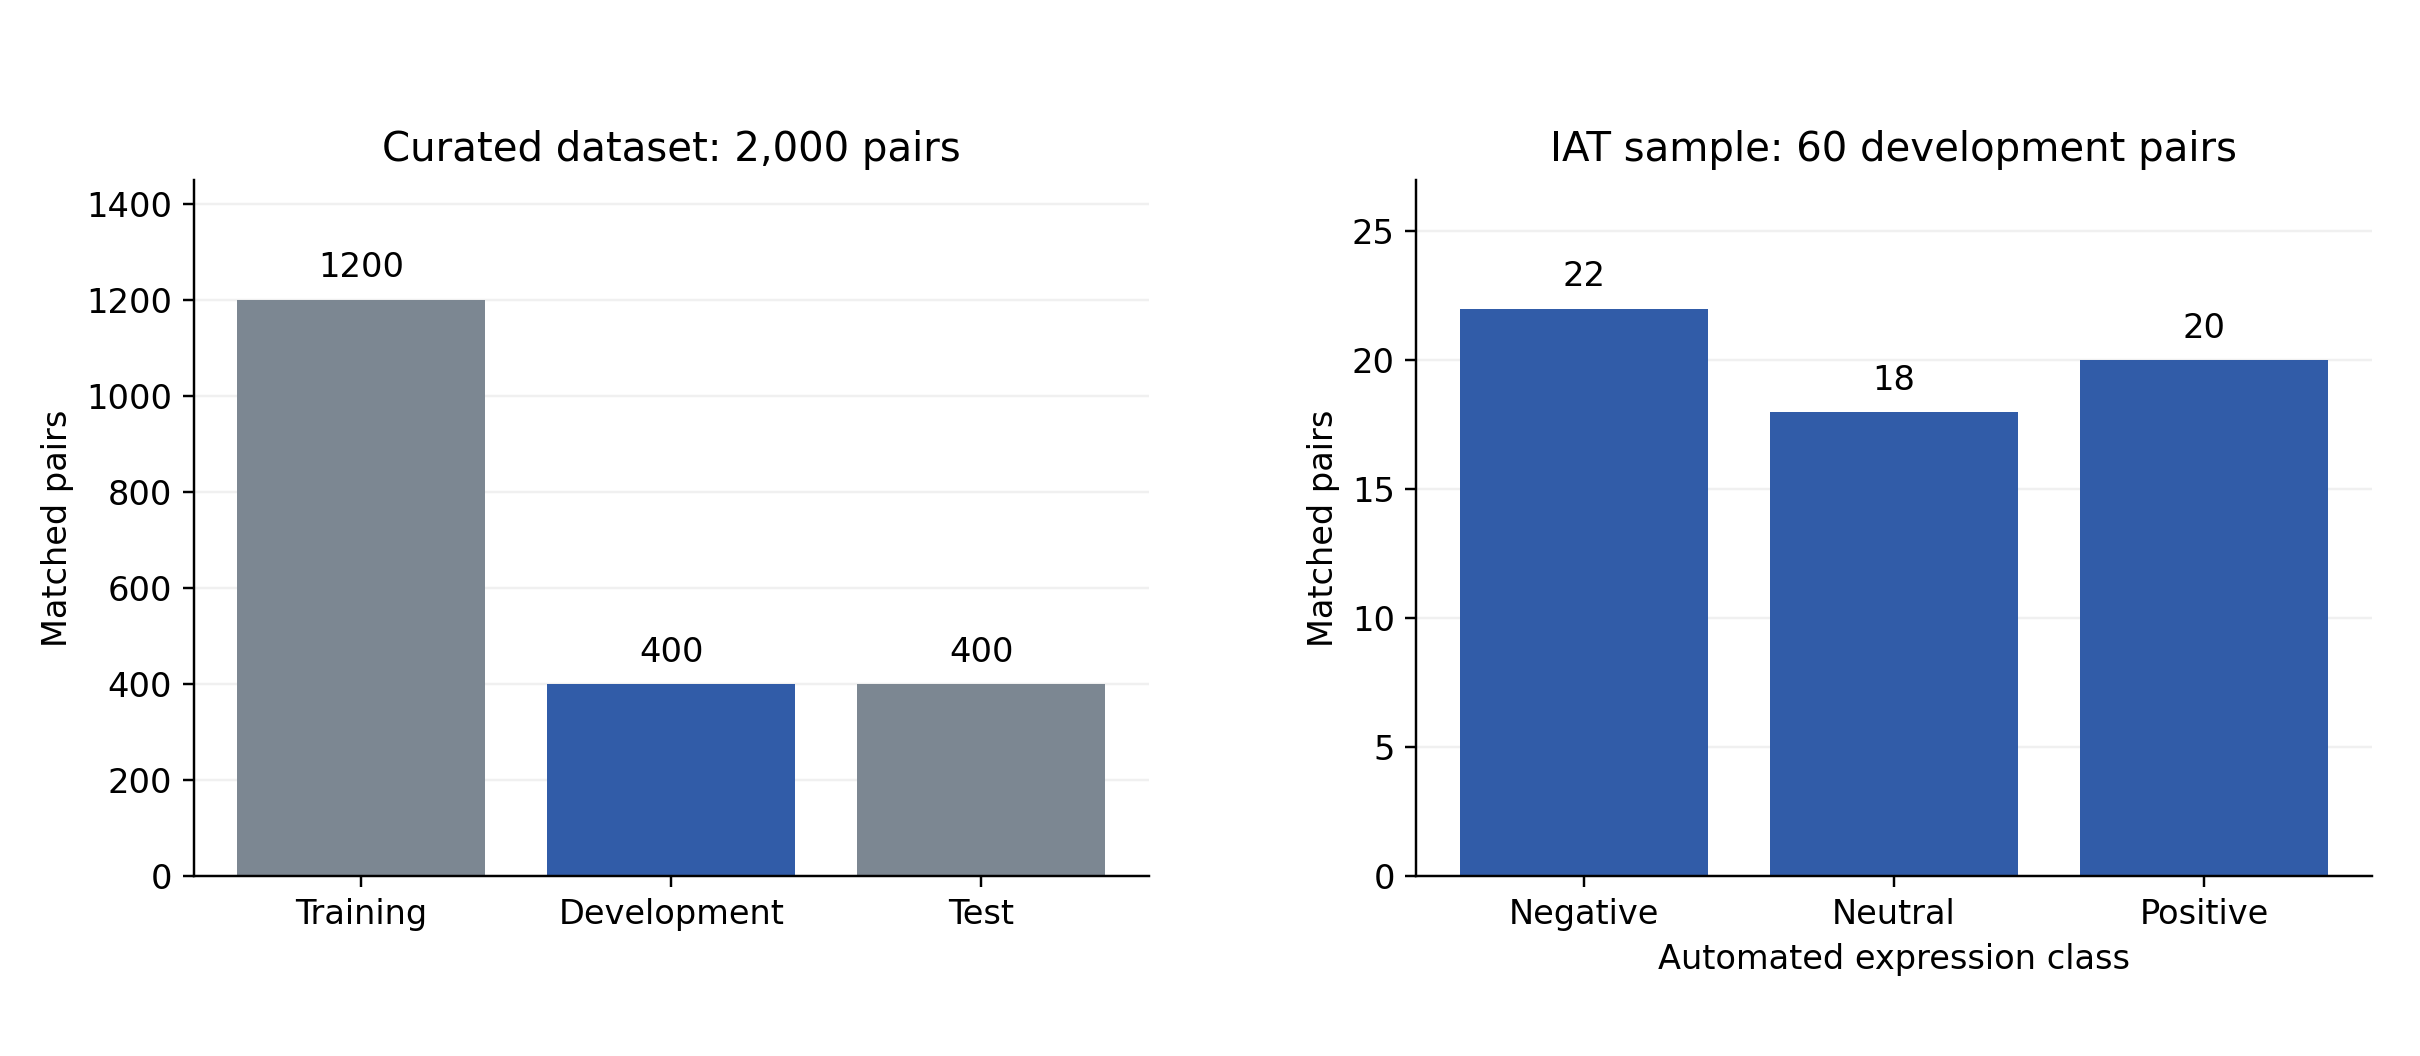 Curated dataset: 2,000 pairs
Matched pairs
1400
1200
1000
800
600
400
200
0
1200
400
400
Training
Development
Test
IAT sample: 60 development pairs
Matched pairs
25
20
15
10
5
0
22
18
20
Negative
Neutral
Positive
Automated expression class